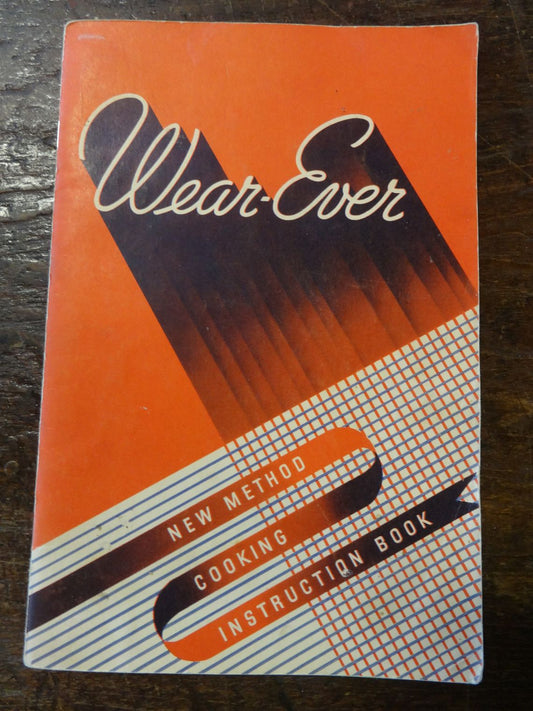 Wear-Ever
NEW METHOD
COOKING
INSTRUCTION BOOK